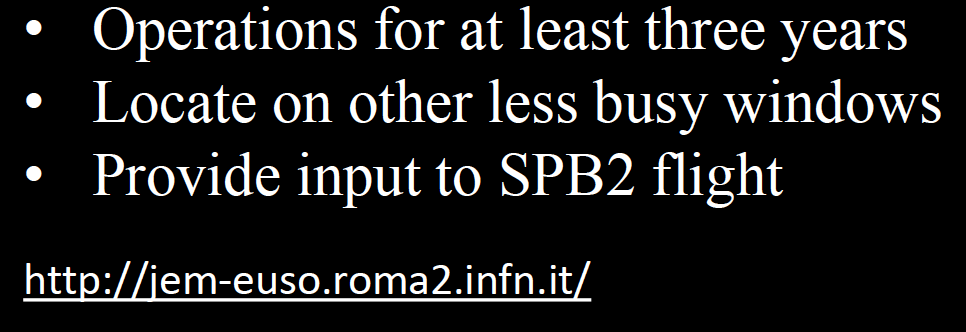 • Operations for at least three years
• Locate on other less busy windows
• Provide input to SPB2 flight
http://jem-euso.roma2.infn.it/